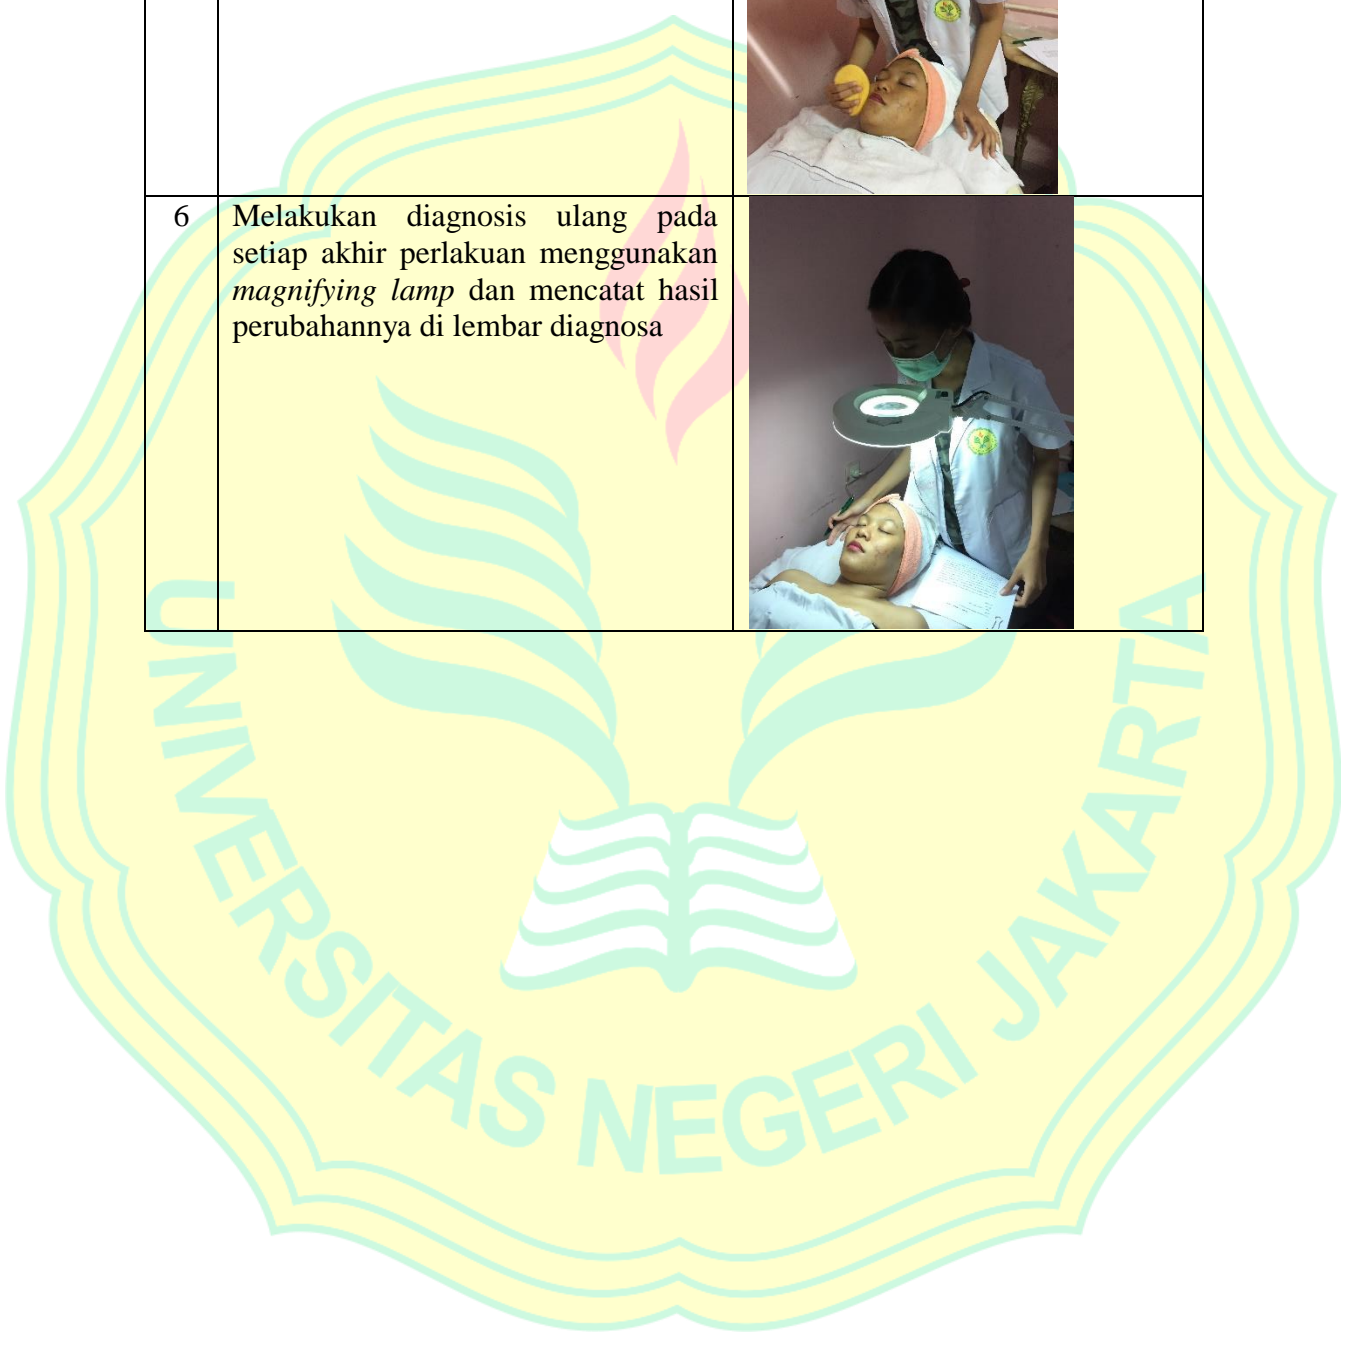 6
Melakukan diagnosis ulang pada
setiap akhir perlakuan menggunakan
magnifying lamp dan mencatat hasil
perubahannya di lembar diagnosa
UNIVERSITAS NEGERI JAKARTA